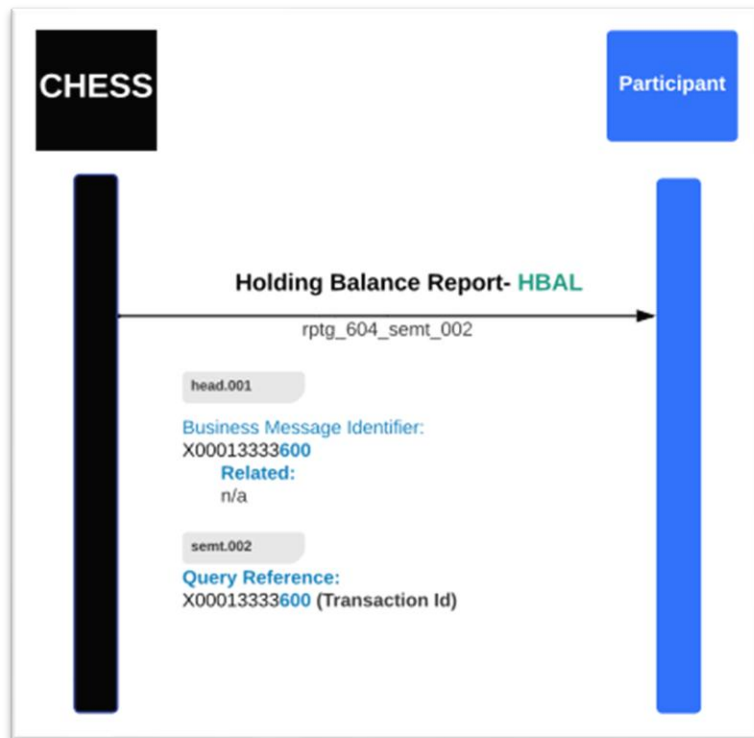 CHESS
Participant
Holding Balance Report- HBAL
rptg_604_semt_002
head.001
Business Message Identifier:
X00013333600
Related:
n/a
semt.002
Query Reference:
X00013333600 (Transaction Id)